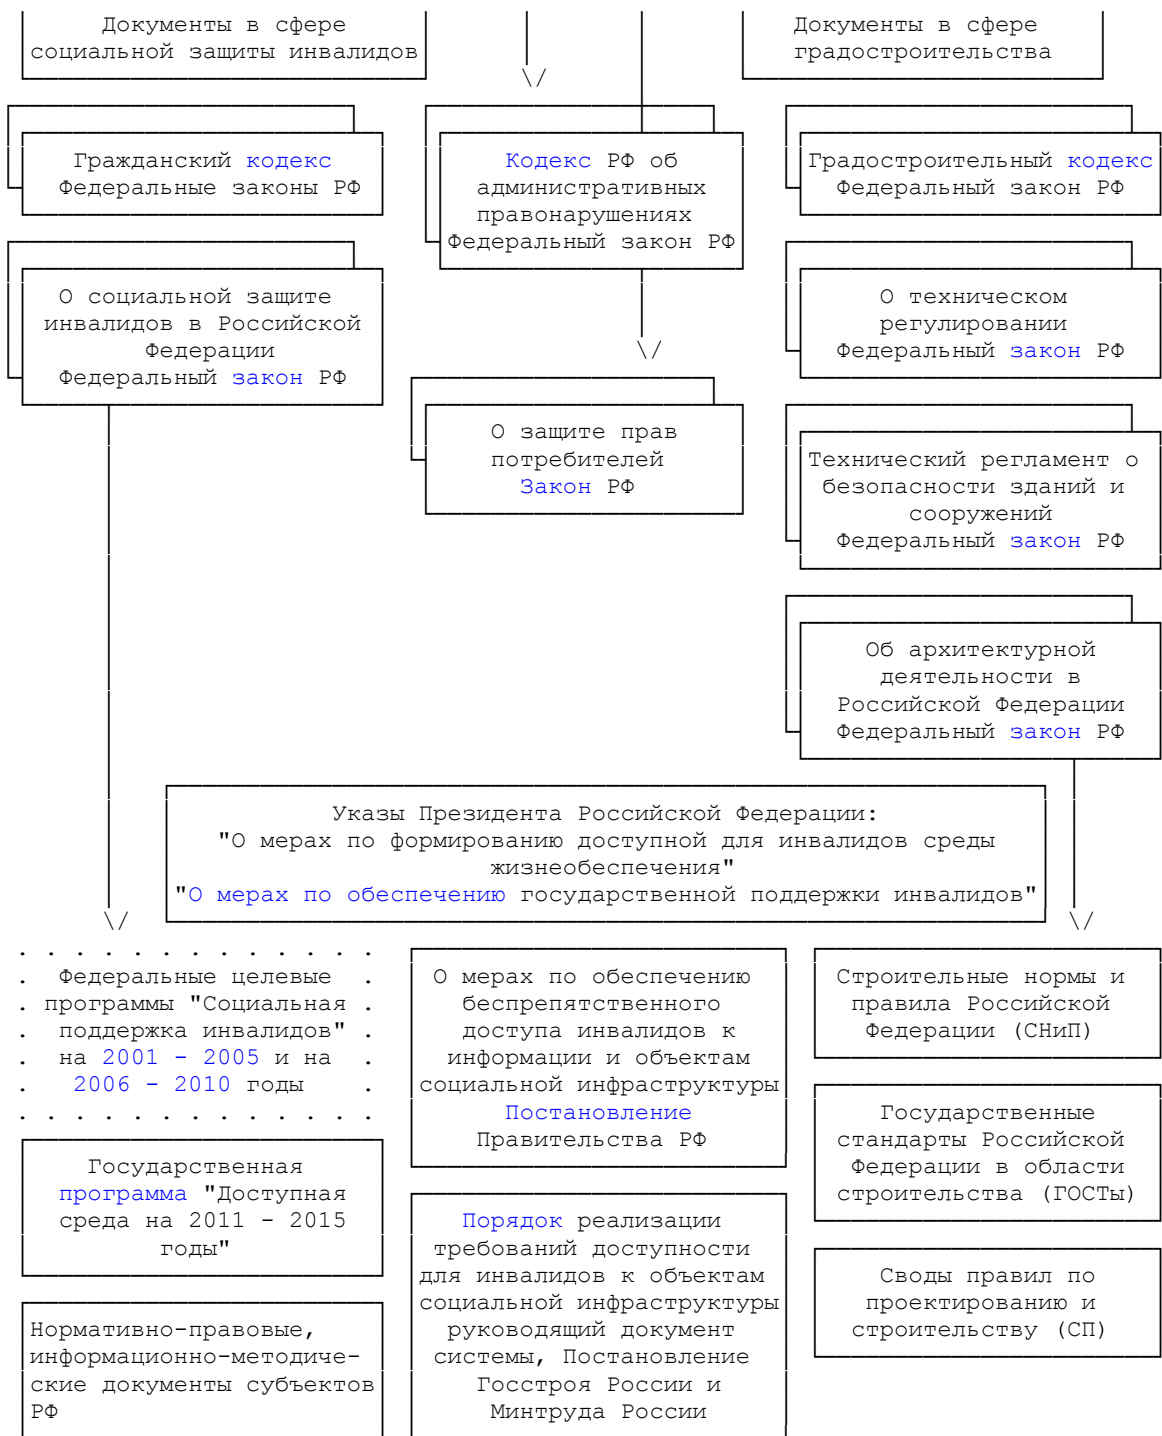 Документы в сфере
социальной защиты инвалидов
Документы в сфере
градостроительства
Гражданский кодекс
Федеральные законы РФ
Кодекс РФ об
административных
правонарушениях
Федеральный закон РФ
Градостроительный кодекс
Федеральный закон РФ
О социальной защите
инвалидов в Российской
Федерации
Федеральный закон РФ
О техническом
регулировании
Федеральный закон РФ
О защите прав
потребителей
Закон РФ
Технический регламент о
безопасности зданий и
сооружений
Федеральный закон РФ
Об архитектурной
деятельности в
Российской Федерации
Федеральный закон РФ
Указы Президента Российской Федерации:
"О мерах по формированию доступной для инвалидов среды
жизнеобеспечения"
"О мерах по обеспечению государственной поддержки инвалидов"
Федеральные целевые
программы "Социальная
поддержка инвалидов"
на 2001 - 2005 и на
2006 - 2010 годы
О мерах по обеспечению
беспрепятственного
доступа инвалидов к
информации и объектам
социальной инфраструктуры
Постановление
Правительства РФ
Строительные нормы и
правила Российской
Федерации (СНиП)
Государственные
стандарты Российской
Федерации в области
строительства (ГОСТы)
Государственная
программа "Доступная
среда на 2011 - 2015
годы"
Порядок реализации
требований доступности
для инвалидов к объектам
социальной инфраструктуры
руководящий документ
системы, Постановление
Госстроя России и
Минтруда России
Своды правил по
проектированию и
строительству (СП)
Нормативно-правовые,
информационно-методиче-
ские документы субъектов
РФ